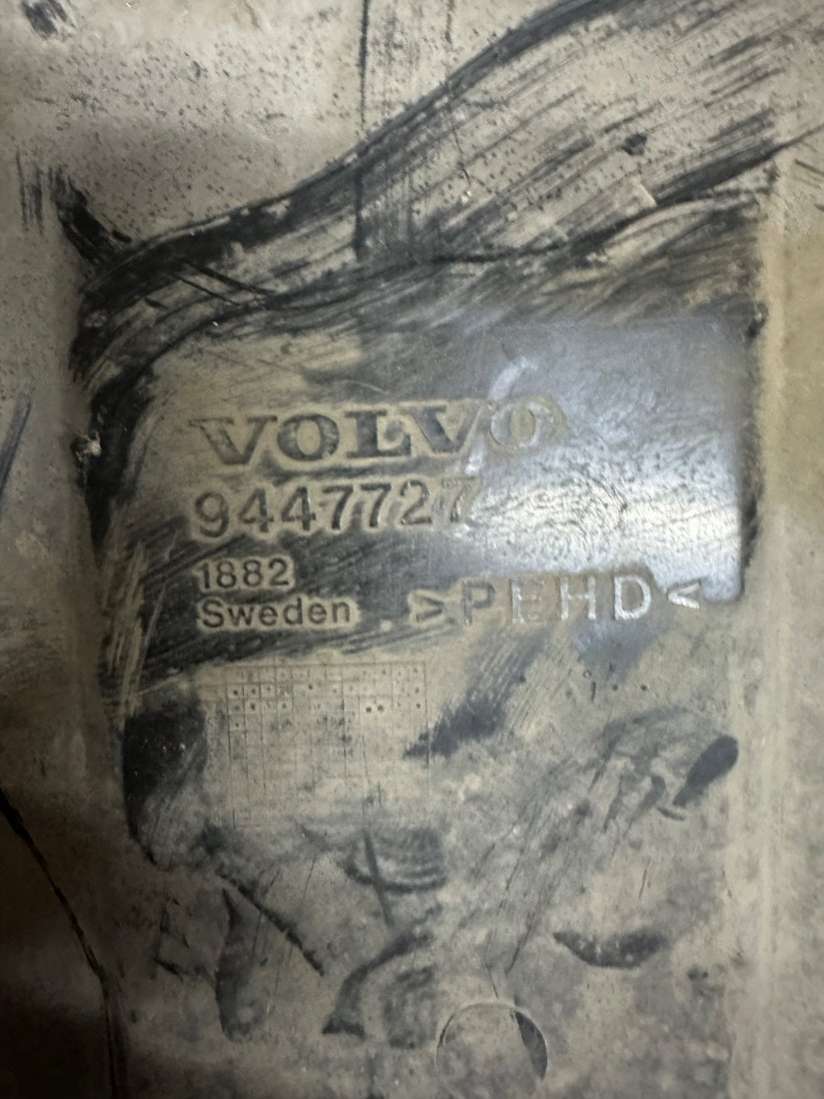 VOLVO
9447727
1882
Sweden >PEHD<